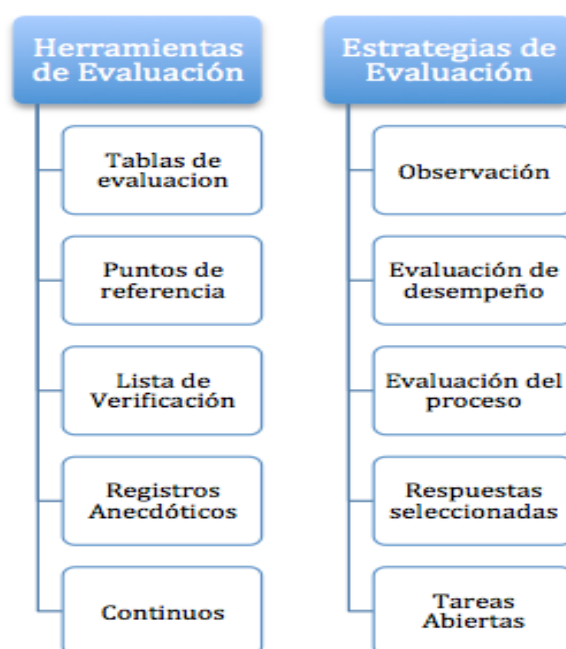 Herramientas
de Evaluación
Tablas de
evaluacion
Puntos de
referencia
Lista de
Verificación
Registros
Anecdóticos
Continuos
Estrategias de
Evaluación
Observación
Evaluación de
desempeño
Evaluación del
proceso
Respuestas
seleccionadas
Tareas
Abiertas